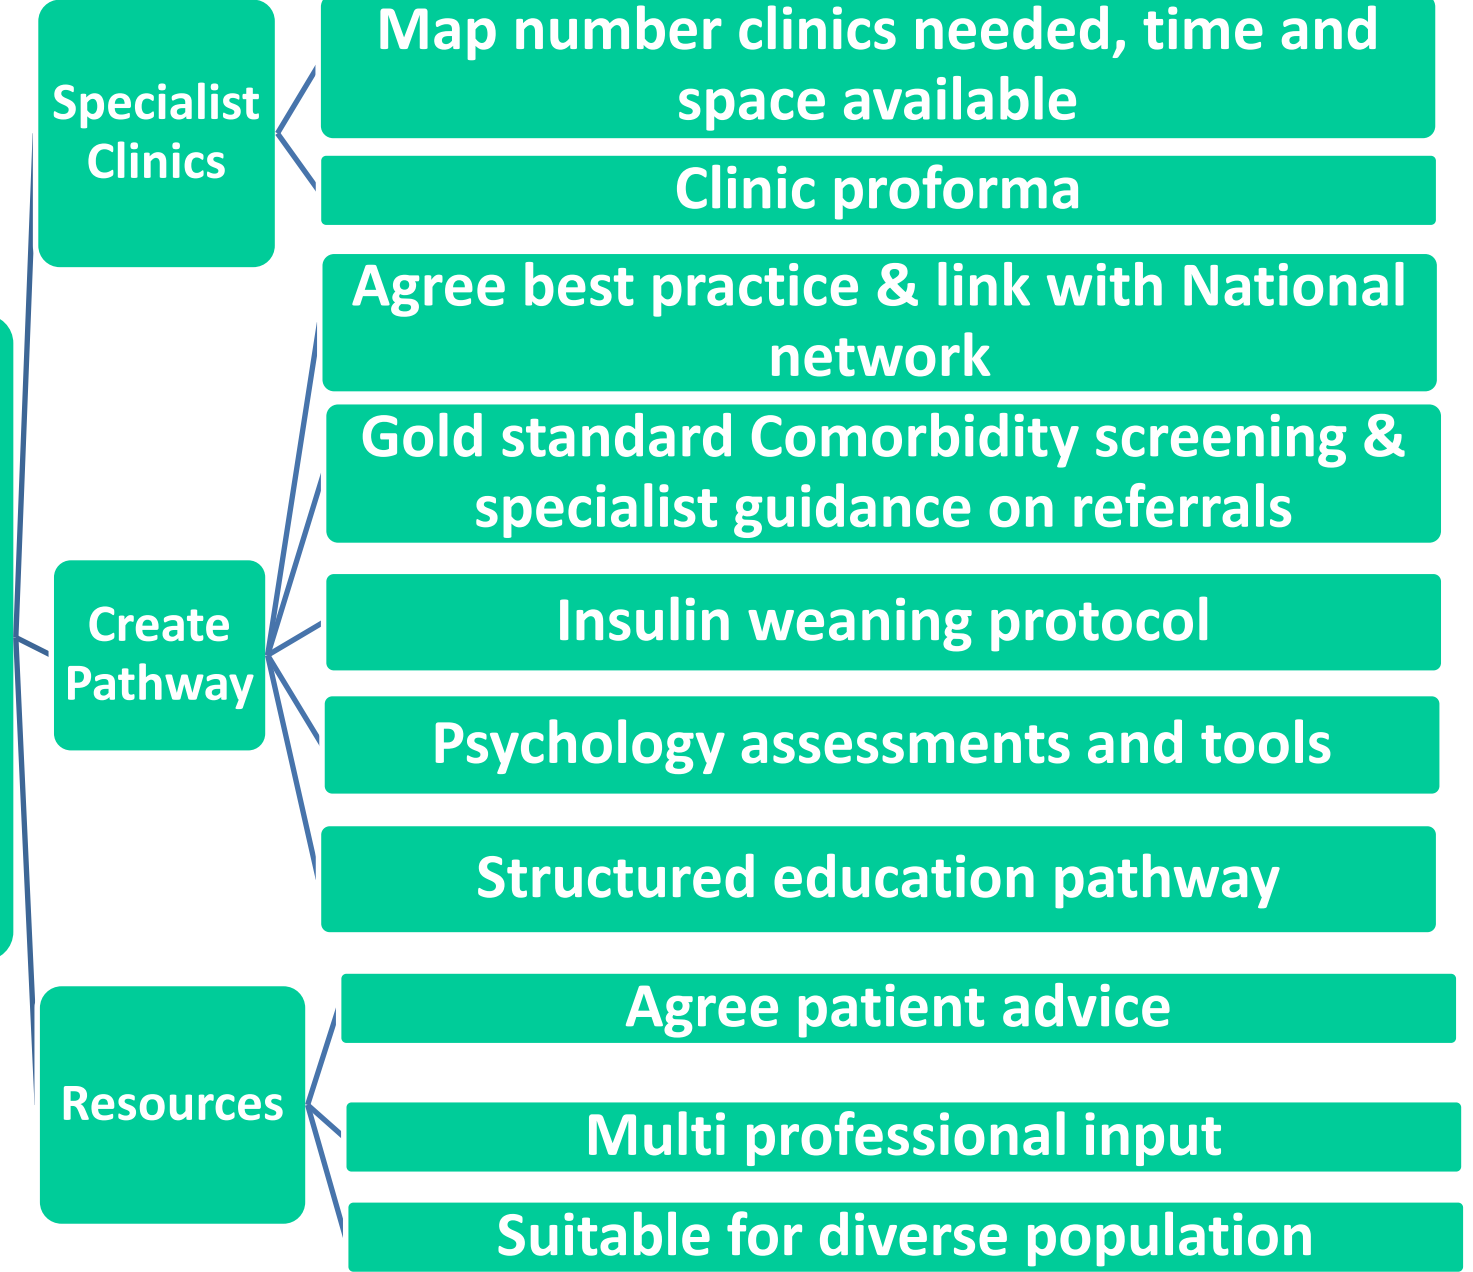 Specialist
Clinics
Map number clinics needed, time and
space available
Clinic proforma
Create
Pathway
Agree best practice & link with National
network
Gold standard Comorbidity screening &
specialist guidance on referrals
Insulin weaning protocol
Psychology assessments and tools
Structured education pathway
Resources
Agree patient advice
Multi professional input
Suitable for diverse population